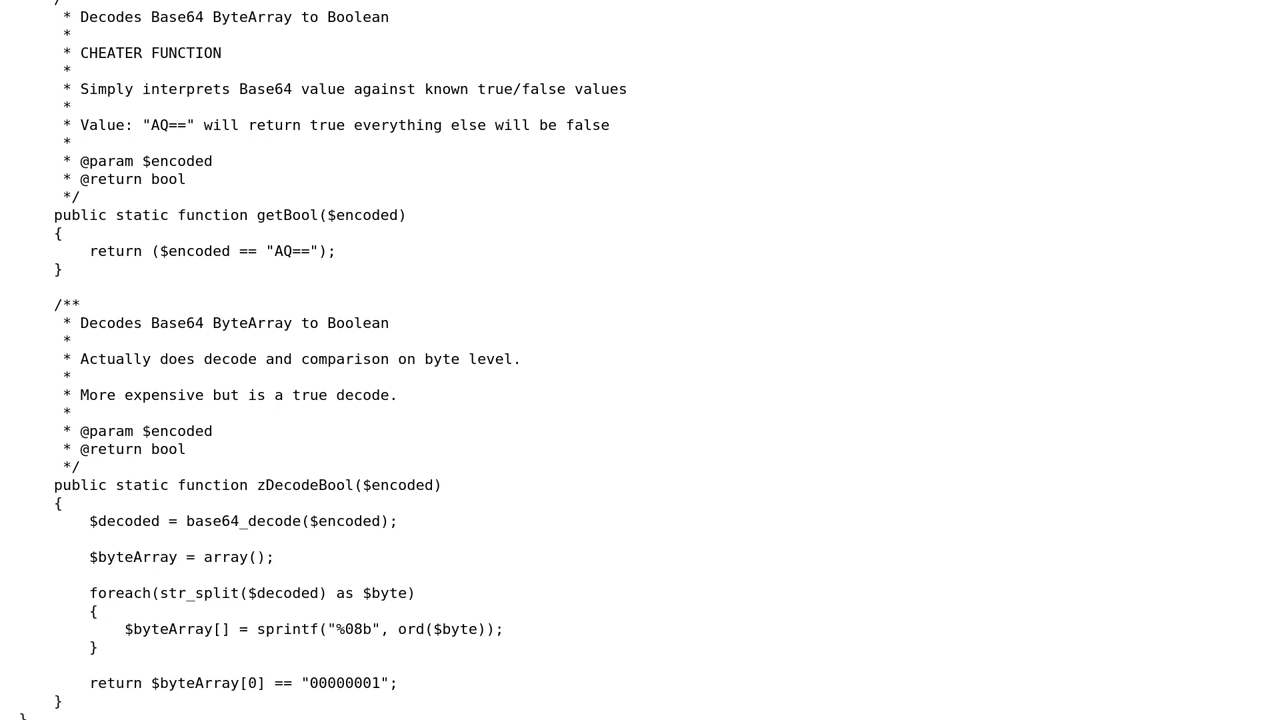 /
 * Decodes Base64 ByteArray to Boolean
 *
 * CHEATER FUNCTION
 *
 * Simply interprets Base64 value against known true/false values
 *
 * Value: "AQ==" will return true everything else will be false
 *
 * @param $encoded
 * @return bool
 */
public static function getBool($encoded)
{
    return ($encoded == "AQ==");
}

/**
 * Decodes Base64 ByteArray to Boolean
 *
 * Actually does decode and comparison on byte level.
 *
 * More expensive but is a true decode.
 *
 * @param $encoded
 * @return bool
 */
public static function zDecodeBool($encoded)
{
    $decoded = base64_decode($encoded);

    $byteArray = array();

    foreach(str_split($decoded) as $byte)
    {
        $byteArray[] = sprintf("%08b", ord($byte));
    }

    return $byteArray[0] == "00000001";
}
}